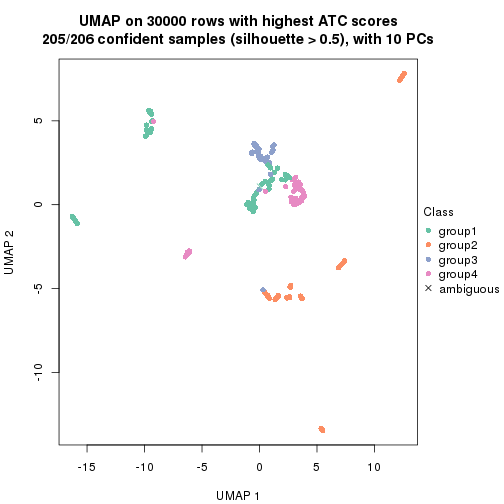 UMAP on 30000 rows with highest ATC scores
205/206 confident samples (silhouette > 0.5), with 10 PCs
UMAP 2
5
0
-5
-10
-15
-10
-5
0
5
10
UMAP 1
Class
group1
group2
group3
group4
ambiguous